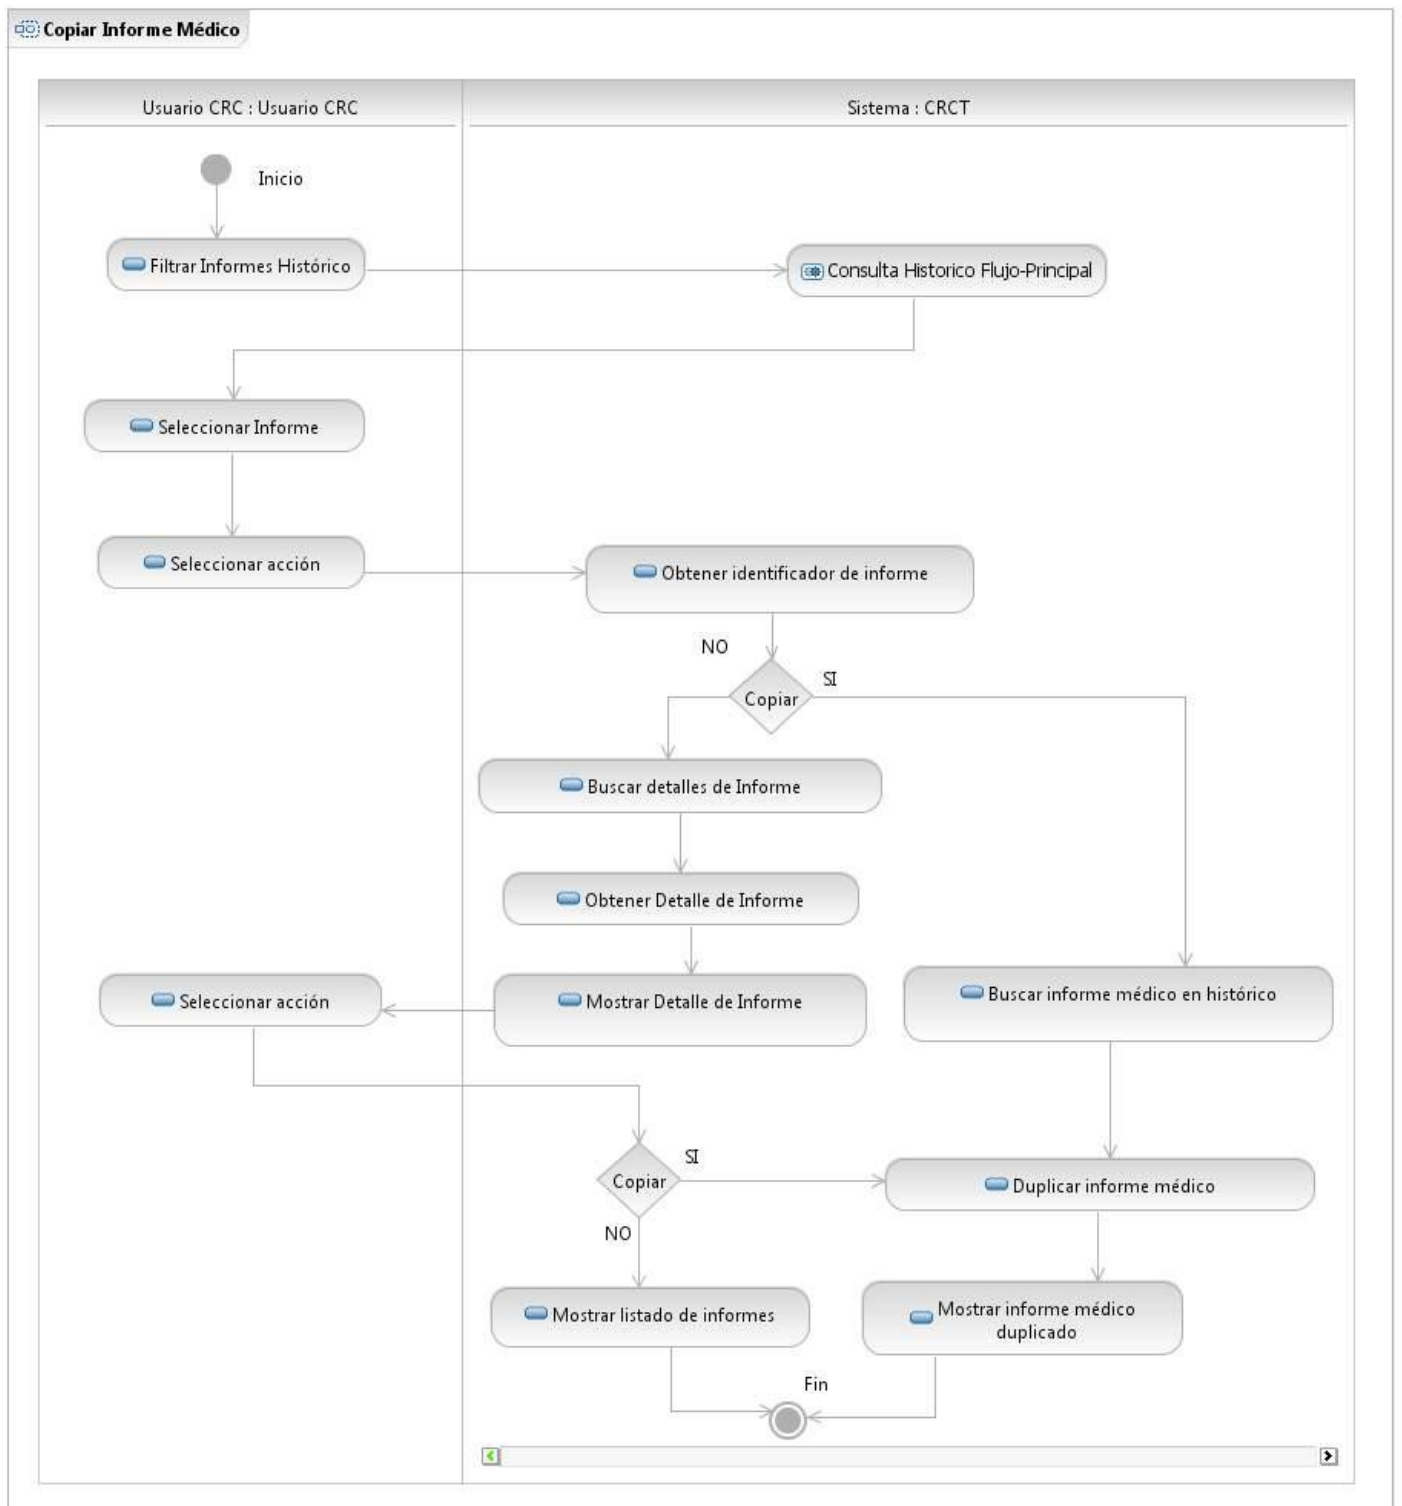 Copiar Informe Médico
Usuario CRC : Usuario CRC
Sistema : CRCT
Inicio
Filtrar Informes Histórico
Consulta Historico Flujo-Principal
Seleccionar Informe
Seleccionar acción
Obtener identificador de informe
NO
SI
Copiar
Buscar detalles de Informe
Obtener Detalle de Informe
Seleccionar acción
Mostrar Detalle de Informe
Buscar informe médico en histórico
SI
Copiar
Duplicar informe médico
NO
Mostrar listado de informes
Mostrar informe médico
duplicado
Fin